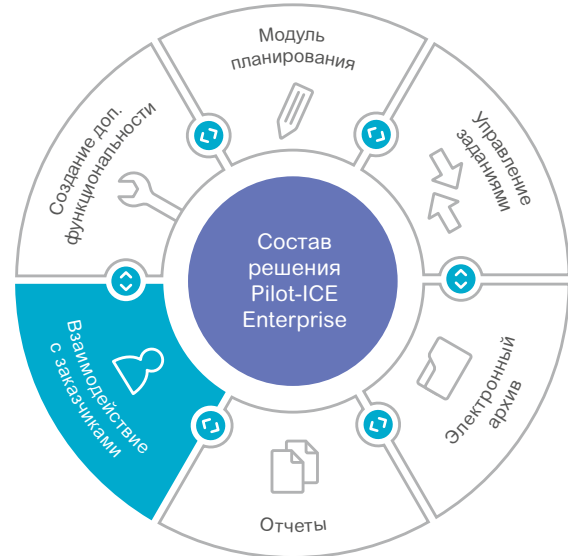 Модуль
планирования
Управление
заданиями
Электронный
архив
Отчеты
Взаимодействие
с заказчиками
Создание доп.
функциональности
Состав
решения
Pilot-ICE
Enterprise